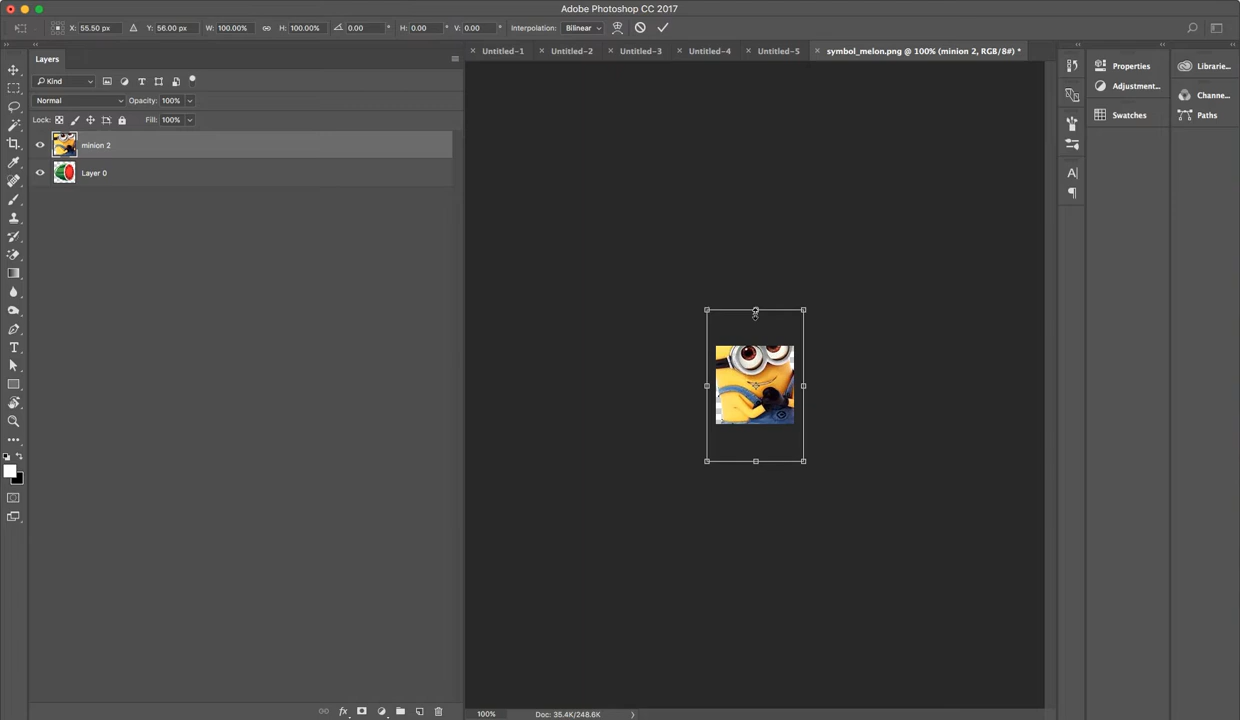 Adobe Photoshop CC 2017
X: 55.50 px Y: 56.00 px W: 100.00% H: 100.00% 0.00 ° H: 0.00 ° V: 0.00 ° Interpolation: Bilinear
Layers
Untitled-1 Untitled-2 Untitled-3 Untitled-4 Untitled-5 symbol_melon.png @ 100% (minion 2, RGB/8#) *
Kind
Normal Opacity: 100%
Lock: Fill: 100%
minion 2
Layer 0
Properties
Adjustment...
Swatches
Librarie...
Channe...
Paths
100% Doc: 35.4K/248.6K